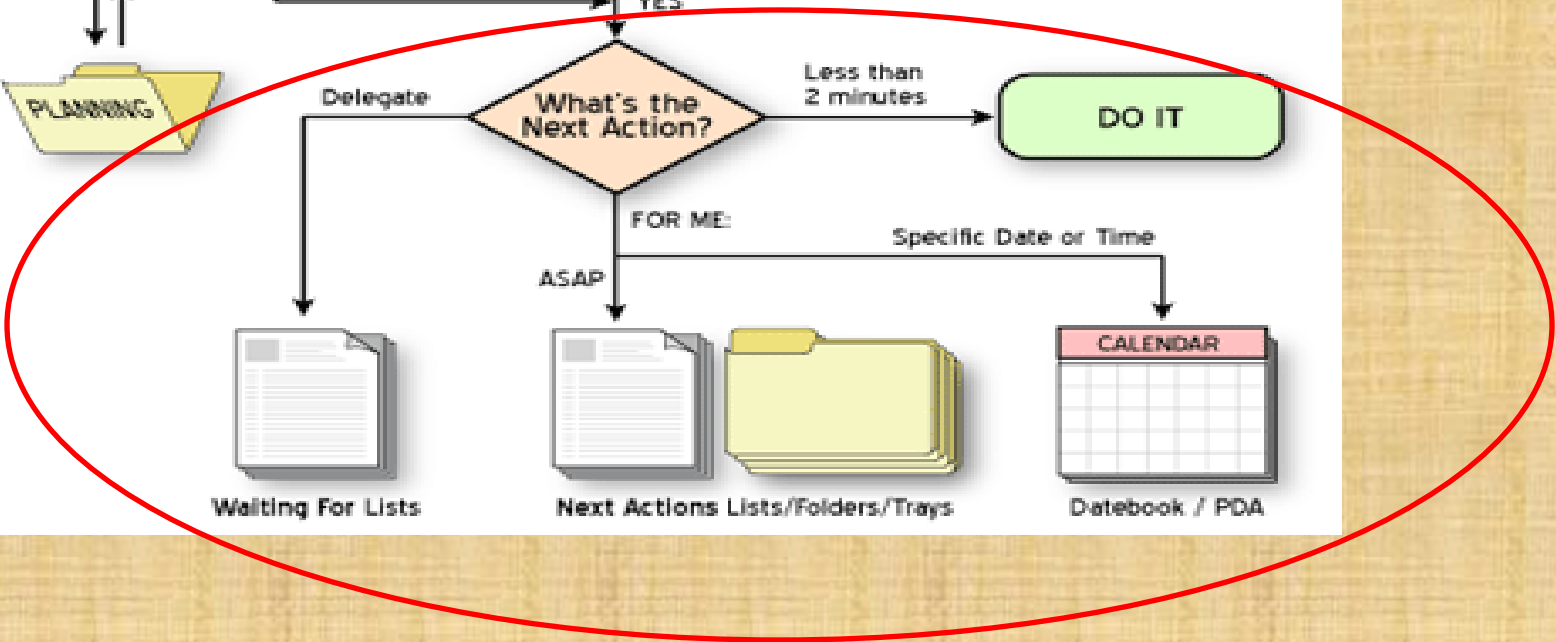 YES
PLANNING
Delegate
What's the
Next Action?
Less than
2 minutes
DO IT
FOR ME:
Specific Date or Time
ASAP
CALENDAR
Waiting For Lists
Next Actions Lists/Folders/Trays
Datebook / PDA